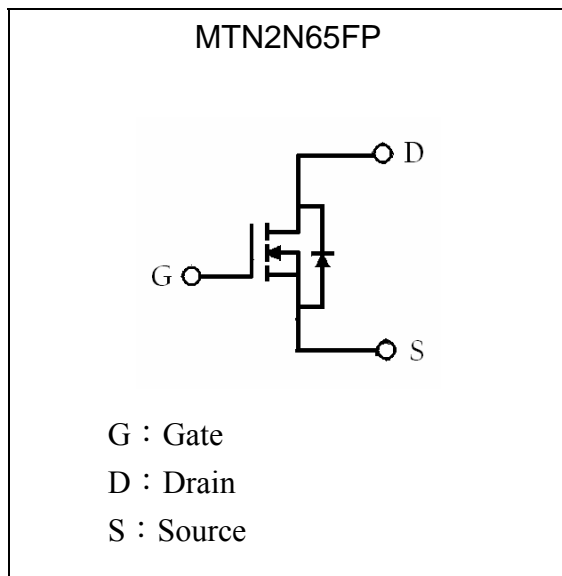 MTN2N65FP
D
G
S
G：Gate
D：Drain
S：Source